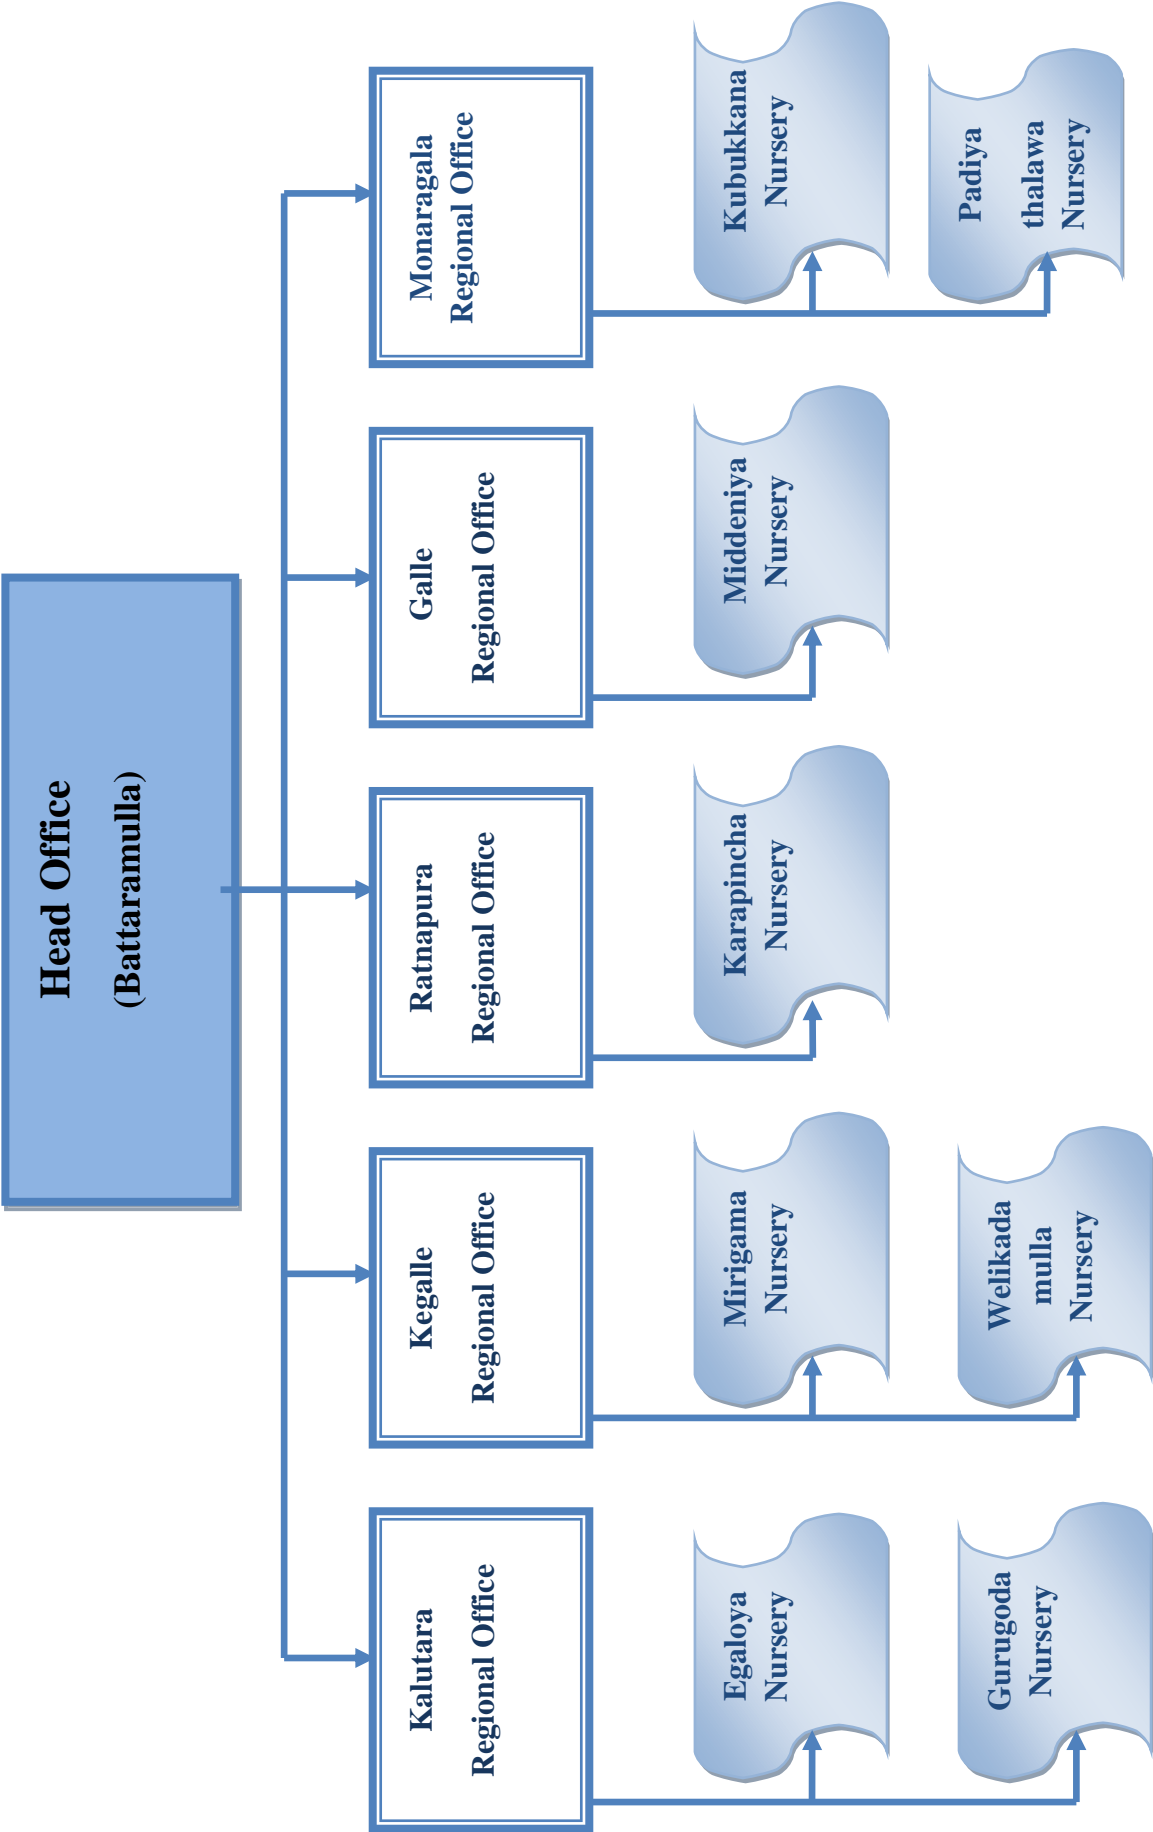 Head Office
(Battaramulla)
Kalutara
Regional Office
Kegalle
Regional Office
Ratnapura
Regional Office
Galle
Regional Office
Monaragala
Regional Office
Egaloya
Nursery
Mirigama
Nursery
Karapincha
Nursery
Middeniya
Nursery
Kubukkana
Nursery
Gurugoda
Nursery
Welikada
mulla
Nursery
Padiya
thalawa
Nursery